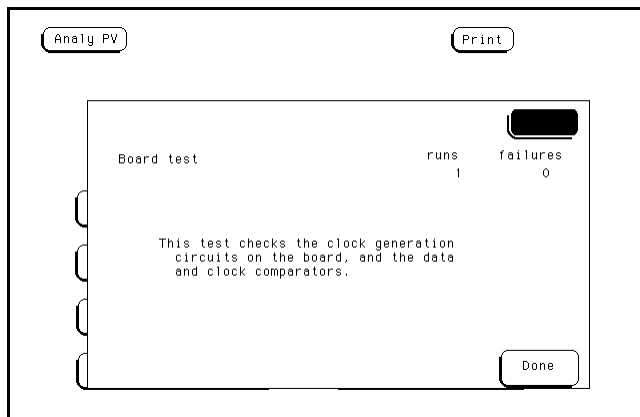 Analy PV
Print
Board test
runs
failures
1
0
This test checks the clock generation
circuits on the board, and the data
and clock comparators.
Done